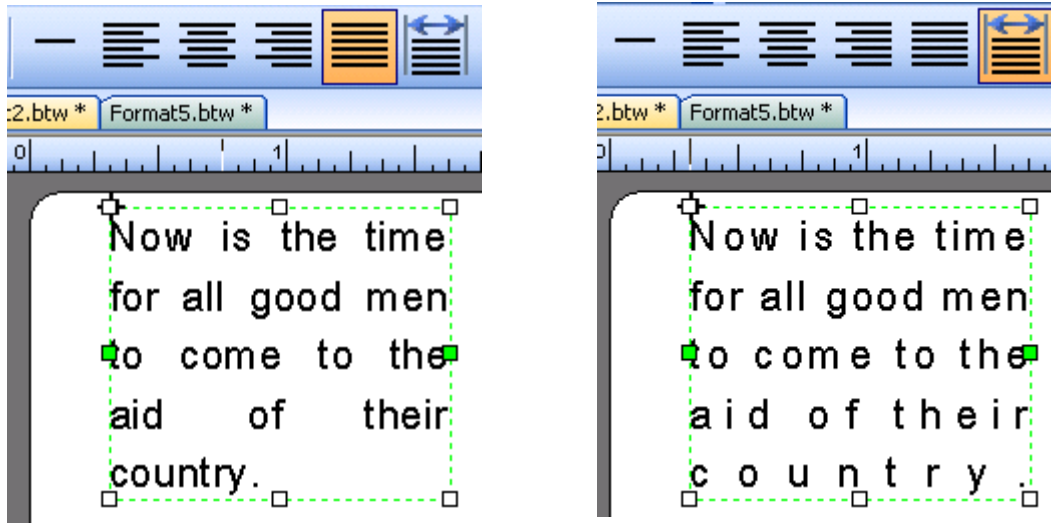 t2.btw * Format5.btw *
0 1
Now is the time
for all good men
to come to the
aid of their
country.
2.btw * Format5.btw *
0 1
Now is the time
for all good men
to come to the
aid of their
country.